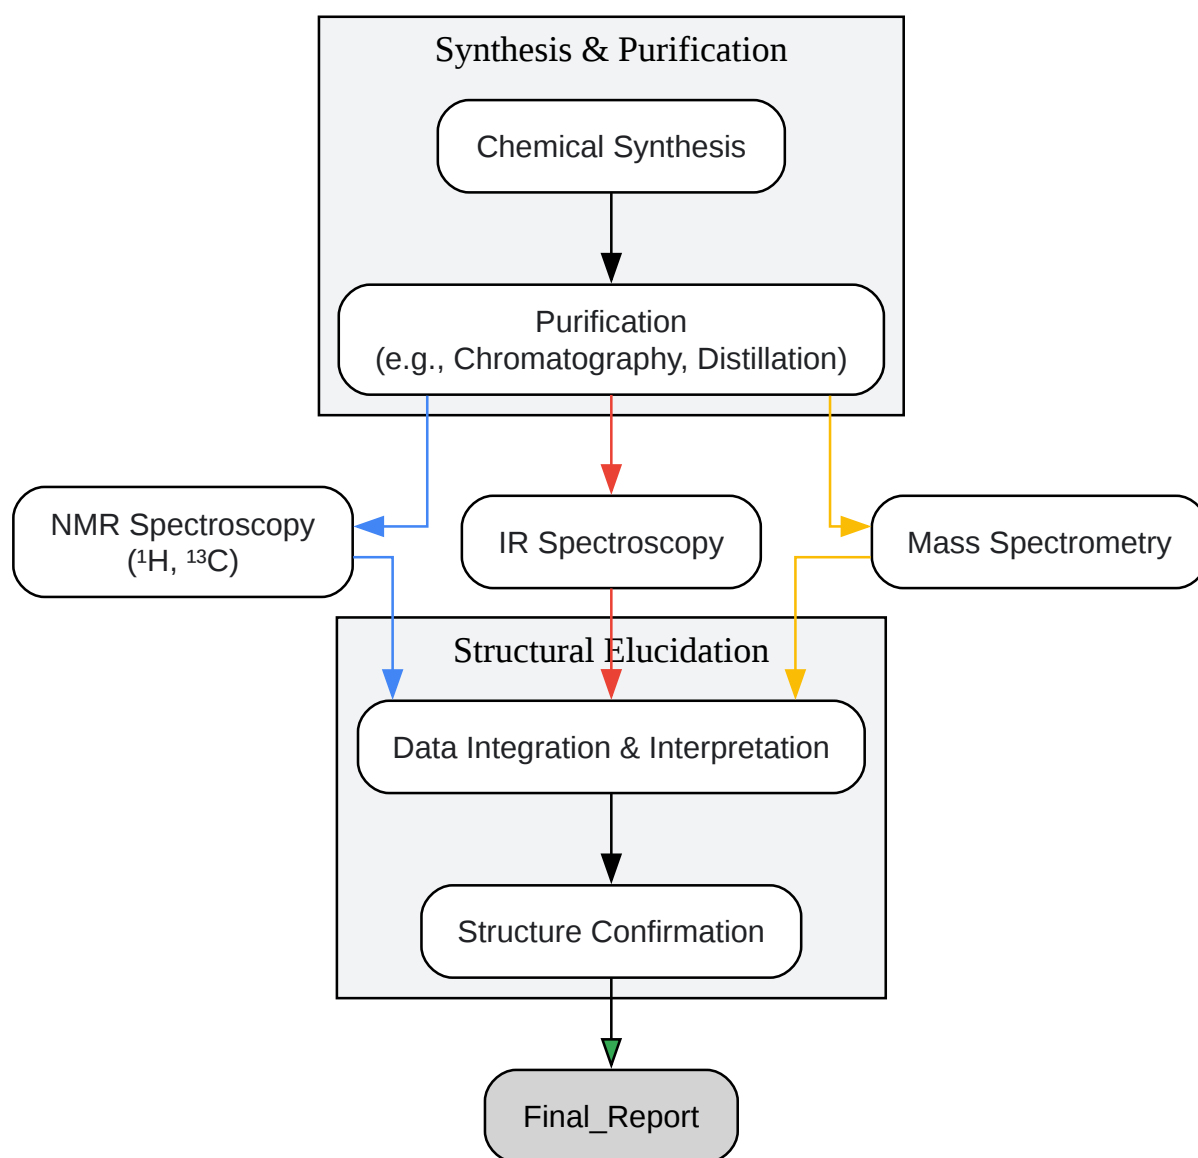 Synthesis & Purification
Chemical Synthesis
Purification
(e.g., Chromatography, Distillation)
NMR Spectroscopy
(¹H, ¹³C)
IR Spectroscopy
Mass Spectrometry
Structural Elucidation
Data Integration & Interpretation
Structure Confirmation
Final_Report